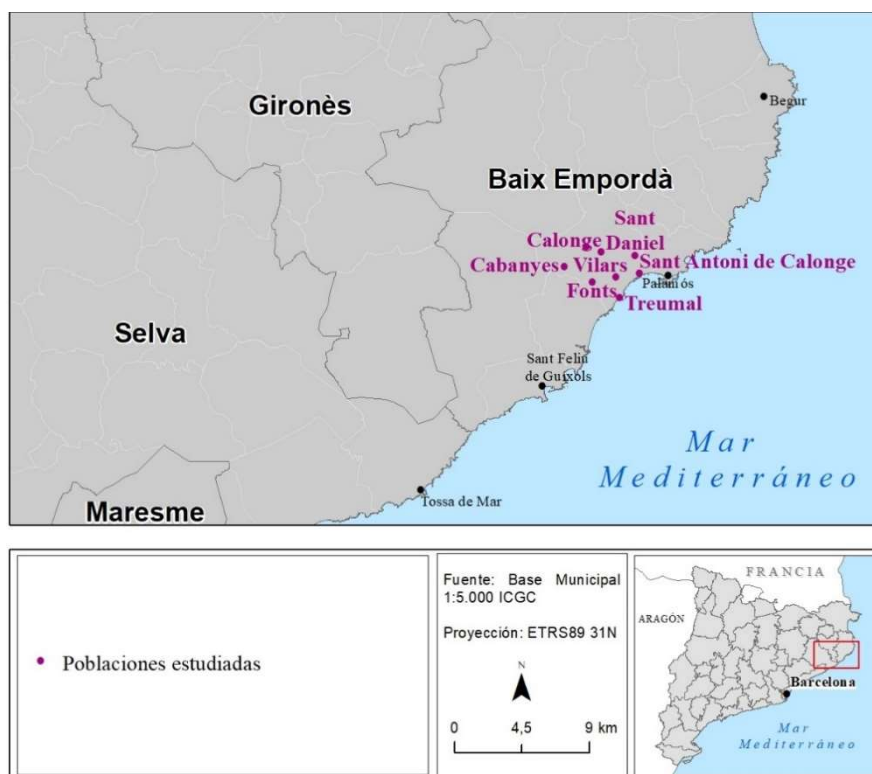 Gironès
Begur
Baix Empordà
Sant
Calonge Daniel
Cabanyes Vilars Sant Antoni de Calonge
Palamós
Fonts
Treumal
Selva
Sant Feliu
de Guíxols
Mar
Mediterráneo
Tossa de Mar
Maresme
Poblaciones estudiadas
Fuente: Base Municipal
1:5.000 ICGC
Proyección: ETRS89 31N
N
0 4,5 9 km
FRANCIA
ARAGÓN
Barcelona
Mar
Mediterráneo